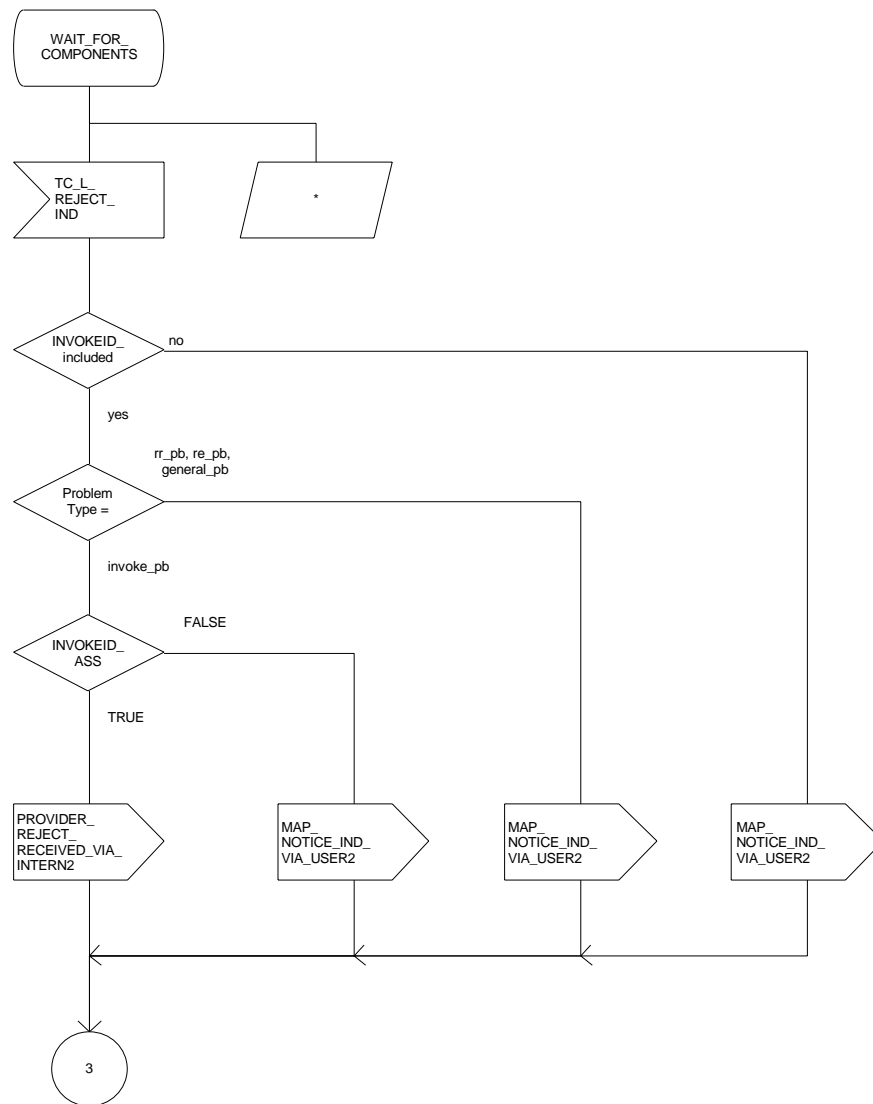 WAIT_FOR_
COMPONENTS
TC_L_
REJECT_
IND
*
INVOKEID_
included
no
yes
rr_pb, re_pb,
general_pb
Problem
Type =
invoke_pb
FALSE
INVOKEID_
ASS
TRUE
PROVIDER_
REJECT_
RECEIVED_VIA_
INTERN2
MAP_
NOTICE_IND_
VIA_USER2
MAP_
NOTICE_IND_
VIA_USER2
MAP_
NOTICE_IND_
VIA_USER2
3